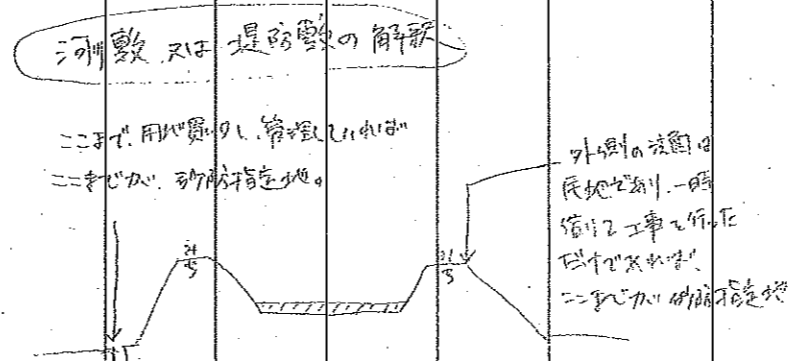 河川敷、又は 堤防敷の解釈
ここまで、用地買収し、管理していれば
ここまでが、砂防指定地。
外側の法面は
民地であり、一時
借りて工事を行った
だけであれば、
ここまでが砂防指定地